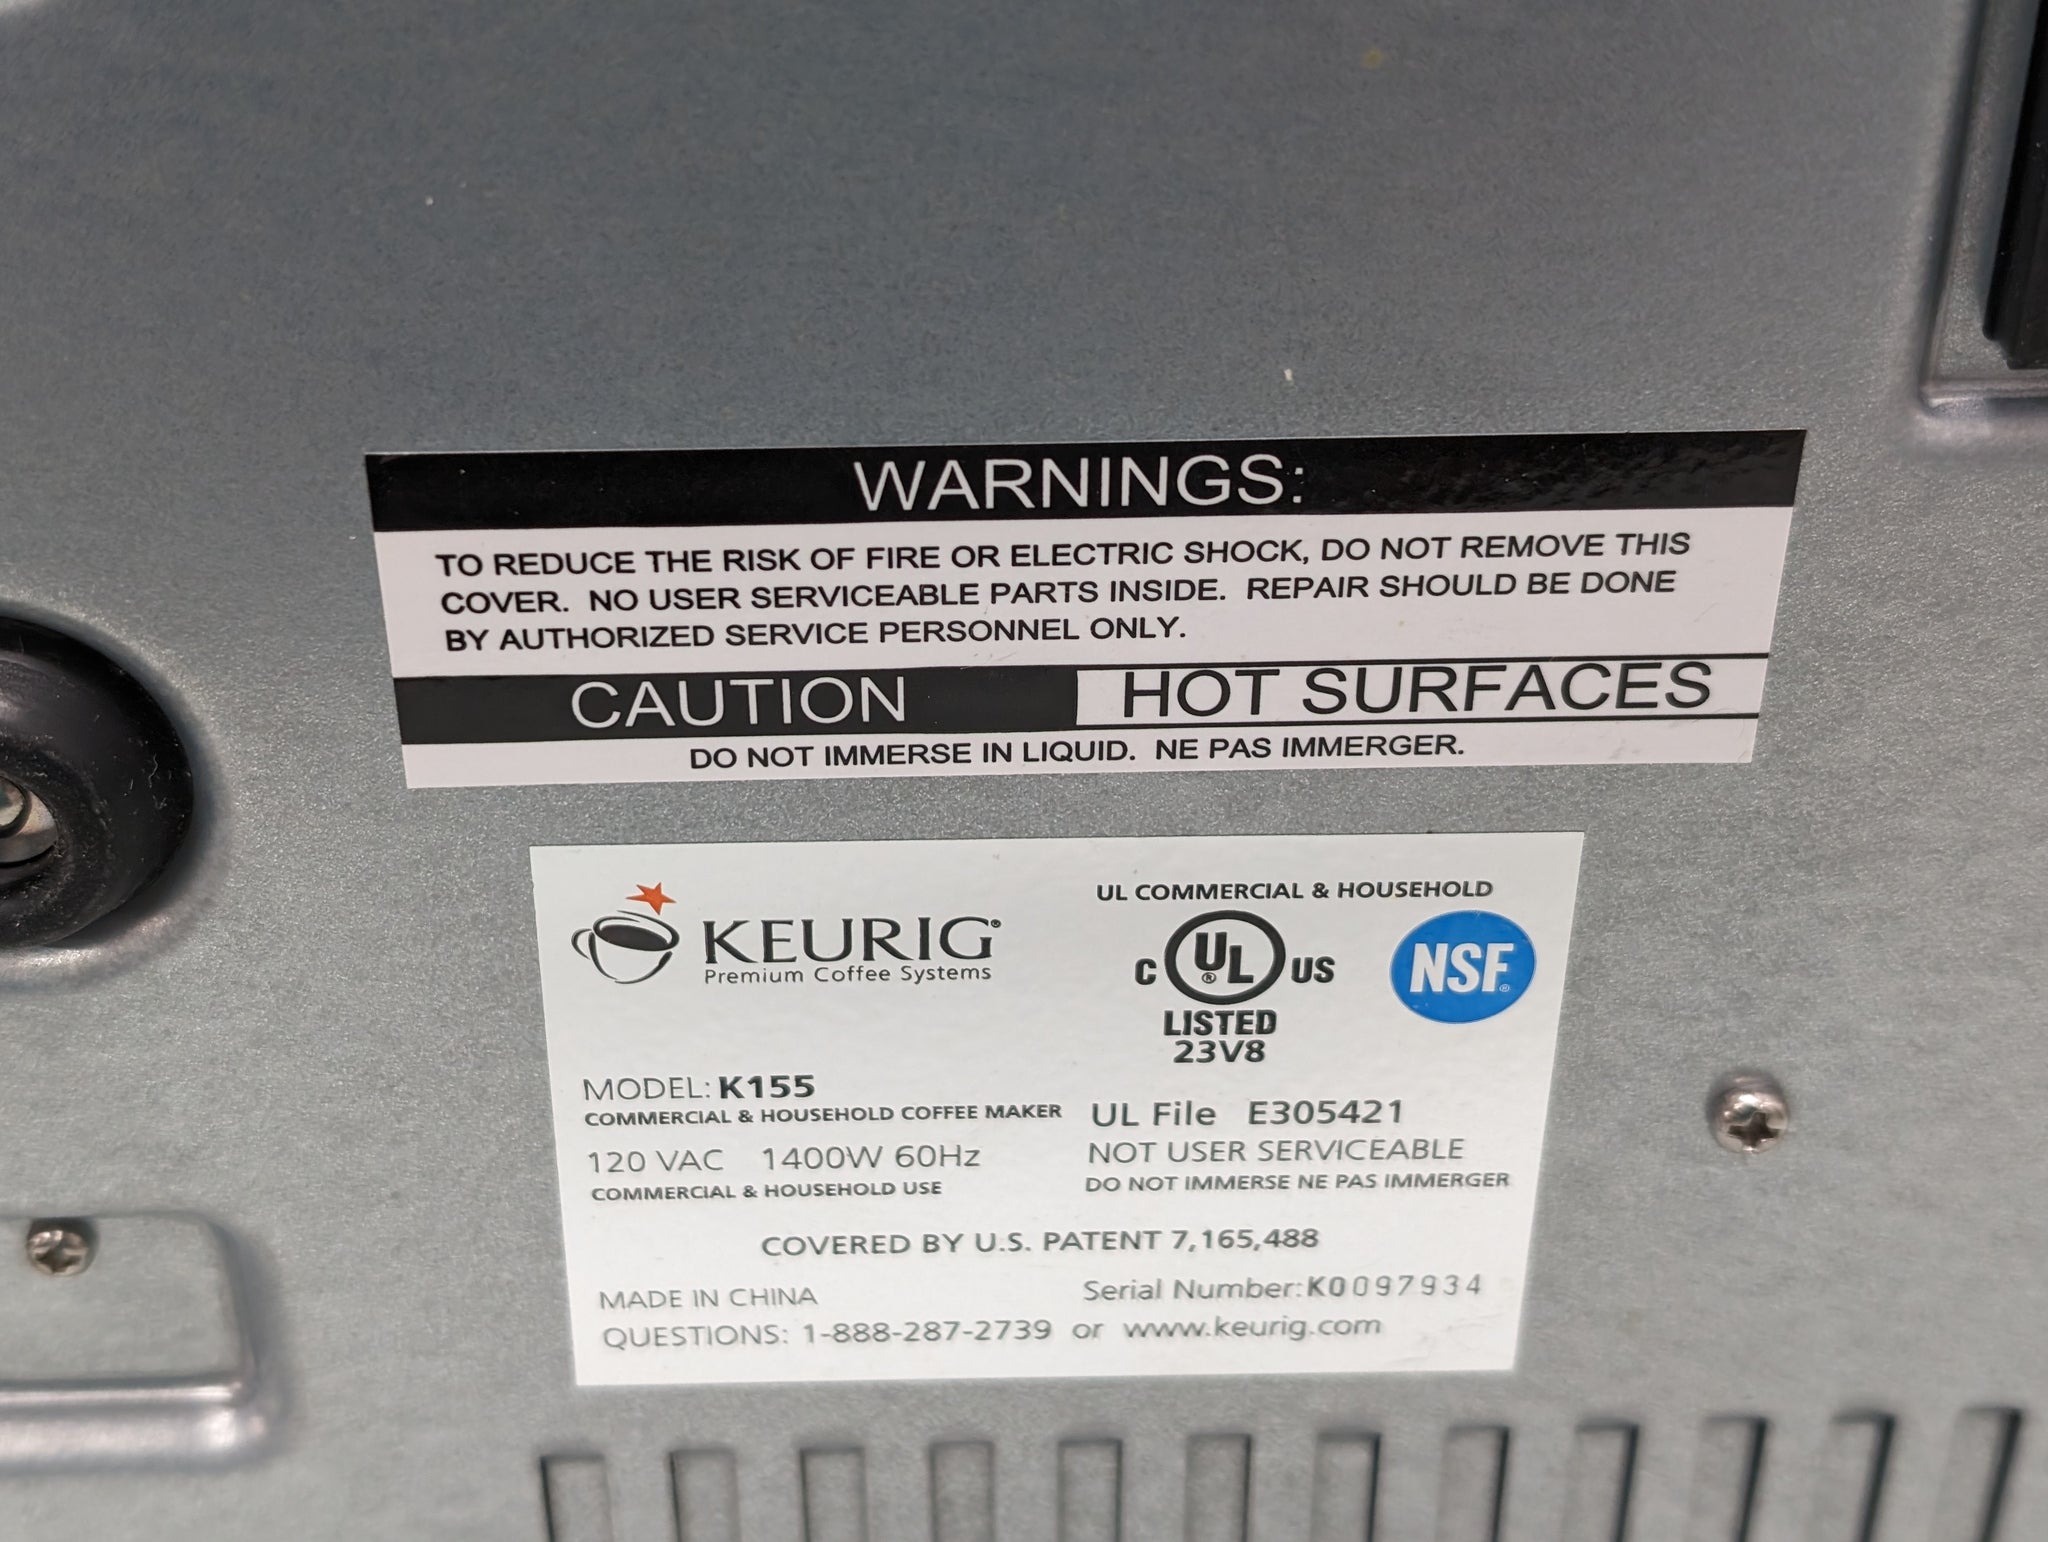 WARNINGS:
TO REDUCE THE RISK OF FIRE OR ELECTRIC SHOCK, DO NOT REMOVE THIS
COVER. NO USER SERVICEABLE PARTS INSIDE. REPAIR SHOULD BE DONE
BY AUTHORIZED SERVICE PERSONNEL ONLY.
CAUTION HOT SURFACES
DO NOT IMMERSE IN LIQUID. NE PAS IMMERGER.
KEURIG®
Premium Coffee Systems
UL COMMERCIAL & HOUSEHOLD
C UL® US
LISTED
23V8
NSF®
MODEL: K155
COMMERCIAL & HOUSEHOLD COFFEE MAKER
120 VAC 1400W 60Hz
COMMERCIAL & HOUSEHOLD USE
UL File E305421
NOT USER SERVICEABLE
DO NOT IMMERSE NE PAS IMMERGER
COVERED BY U.S. PATENT 7,165,488
MADE IN CHINA
Serial Number: K0097934
QUESTIONS: 1-888-287-2739 or www.keurig.com